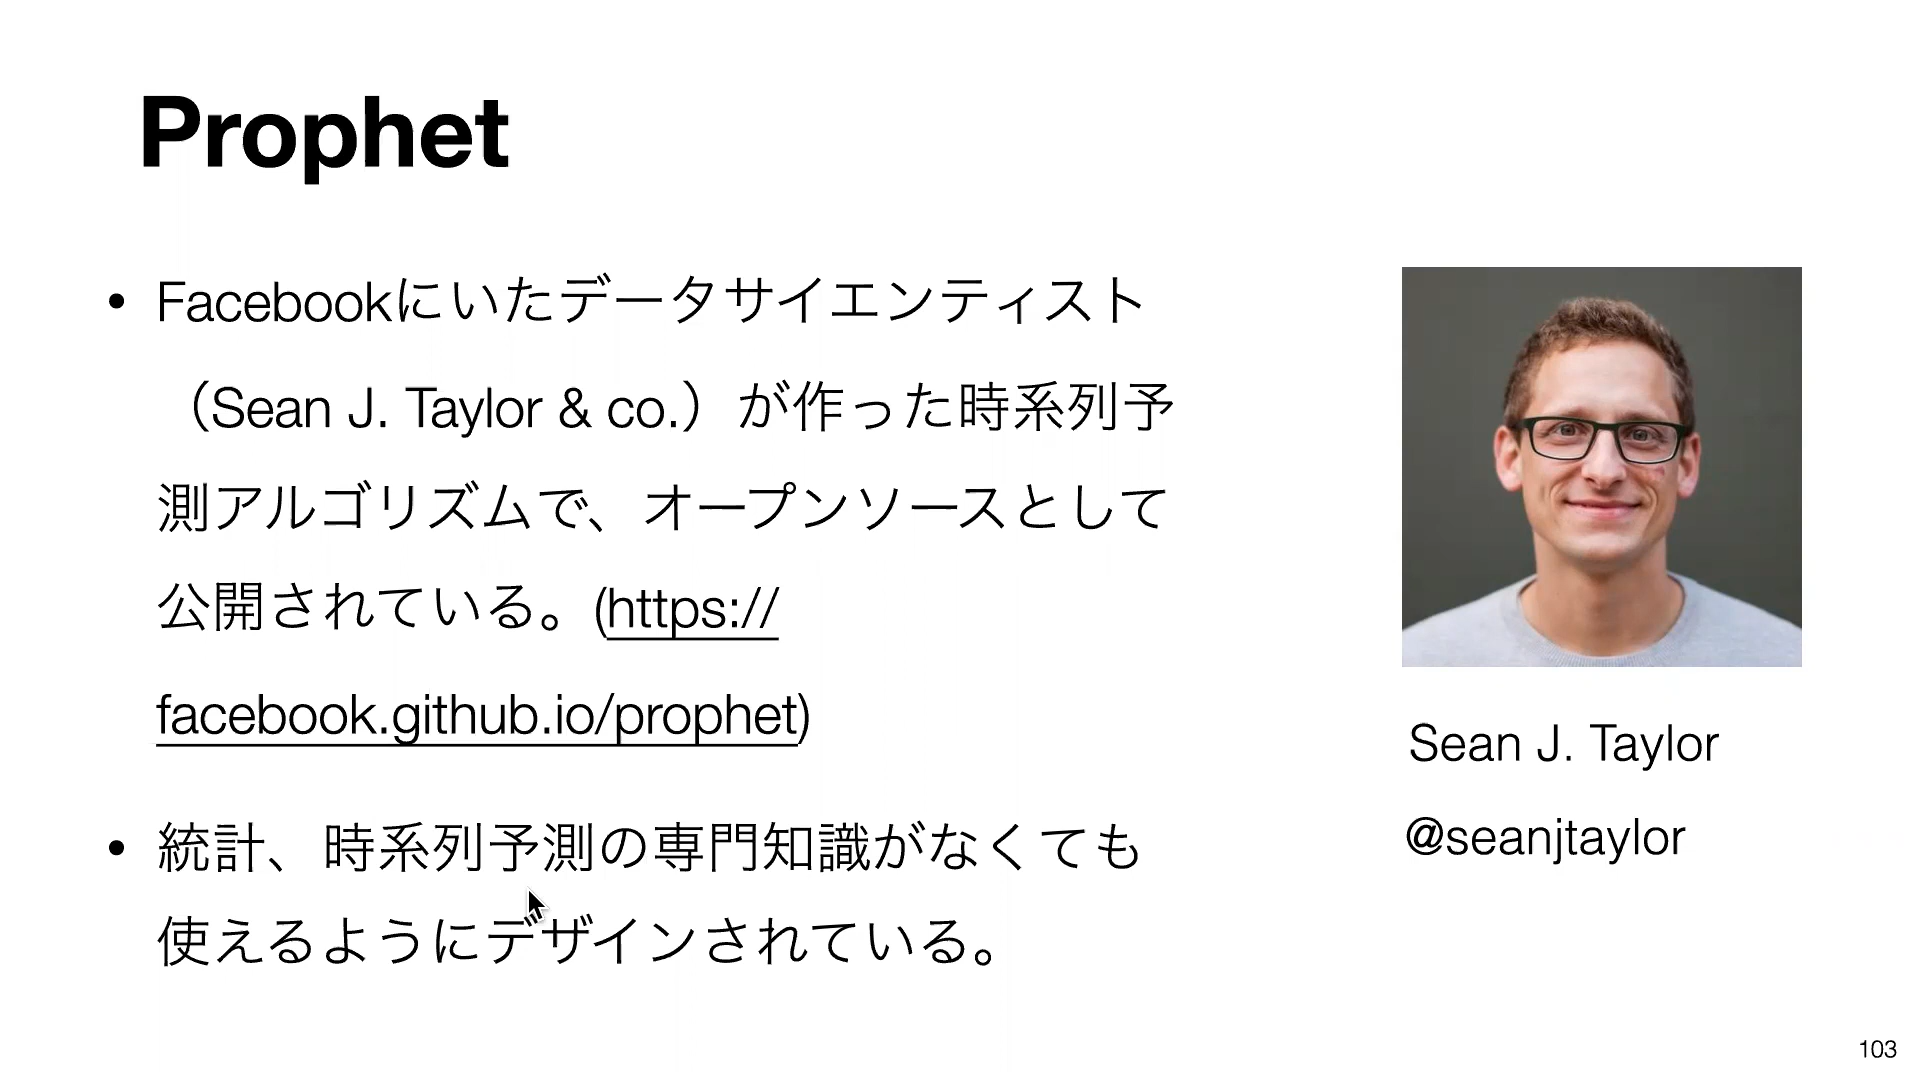 Prophet
• Facebookにいたデータサイエンティスト
（Sean J. Taylor & co.）が作った時系列予
測アルゴリズムで、オープンソースとして
公開されている。(https://
facebook.github.io/prophet)
• 統計、時系列予測の専門知識がなくても
使えるようにデザインされている。
Sean J. Taylor
@seanjtaylor
103